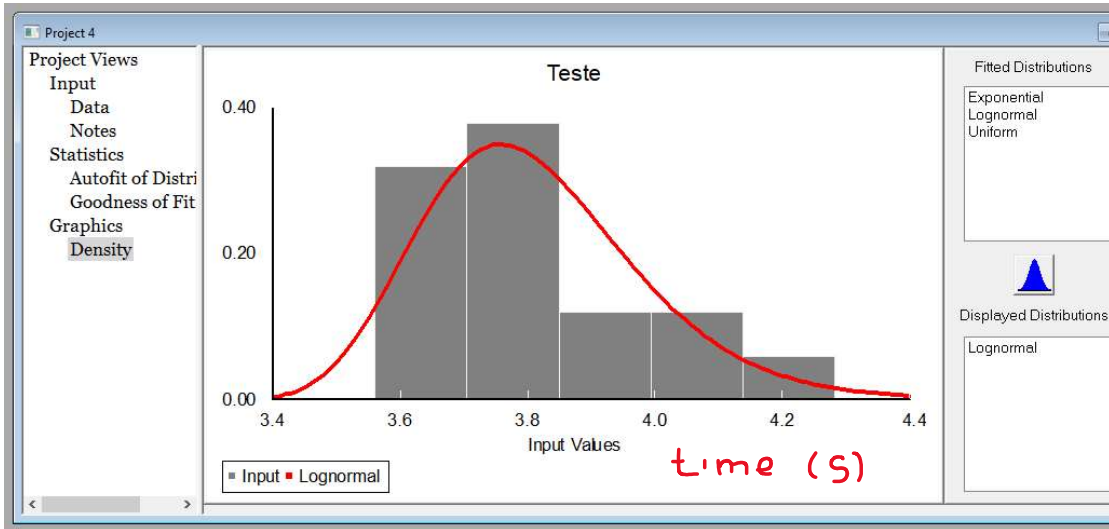 Project 4
Project Views
Input
Data
Notes
Statistics
Autofit of Distri
Goodness of Fit
Graphics
Density
Teste
0.40
0.20
0.00
3.4 3.6 3.8 4.0 4.2 4.4
Input Values
time (s)
Input Lognormal
Fitted Distributions
Exponential
Lognormal
Uniform
Displayed Distributions
Lognormal